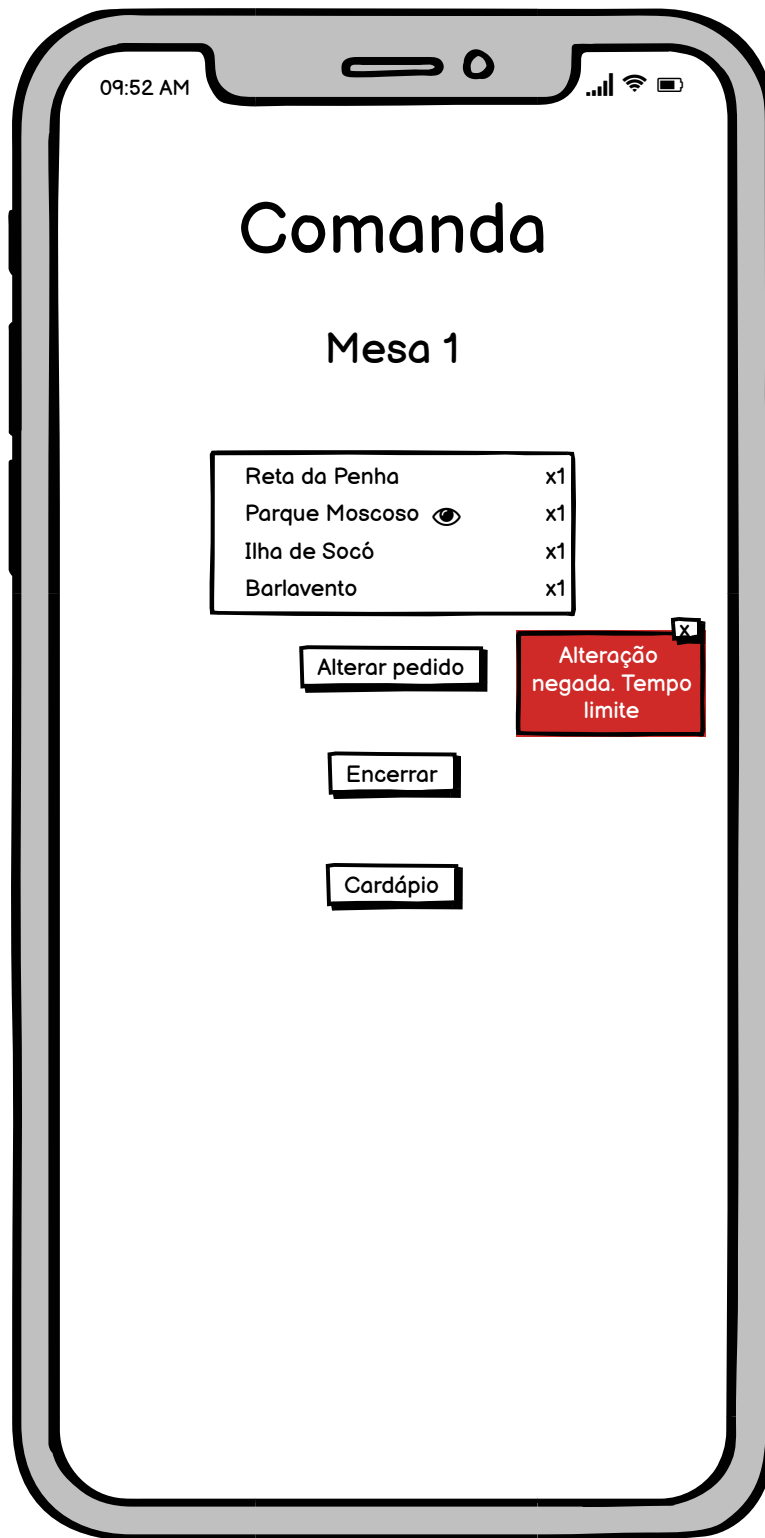 09:52 AM
Comanda
Mesa 1
Reta da Penha x1
Parque Moscoso x1
Ilha de Socó x1
Barlavento x1
x
Alteração
negada. Tempo
limite
Alterar pedido
Encerrar
Cardápio